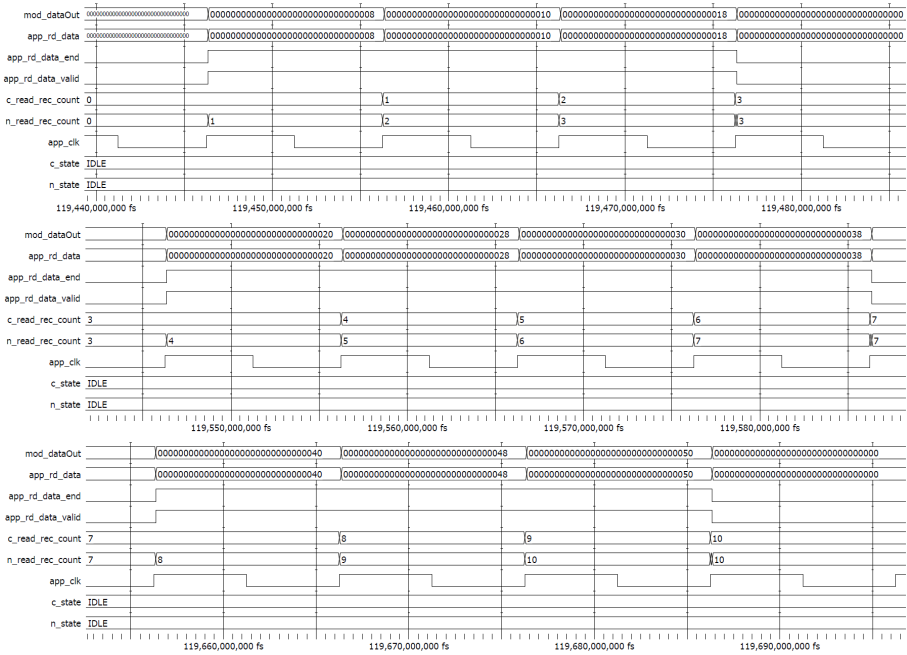 mod_dataOut 00000000000000000000000000000000 00000000000000000000000000000008 00000000000000000000000000000010 00000000000000000000000000000018 00000000000000000000000000000000
app_rd_data 00000000000000000000000000000000 00000000000000000000000000000008 00000000000000000000000000000010 00000000000000000000000000000018 00000000000000000000000000000000
app_rd_data_end
app_rd_data_valid
c_read_rec_count 0 1 2 3
n_read_rec_count 0 1 2 3 3
app_clk
c_state IDLE
n_state IDLE
119,440,000,000 fs 119,450,000,000 fs 119,460,000,000 fs 119,470,000,000 fs 119,480,000,000 fs
mod_dataOut 00000000000000000000000000000020 00000000000000000000000000000028 00000000000000000000000000000030 00000000000000000000000000000038
app_rd_data 00000000000000000000000000000020 00000000000000000000000000000028 00000000000000000000000000000030 00000000000000000000000000000038
app_rd_data_end
app_rd_data_valid
c_read_rec_count 3 4 5 6 7
n_read_rec_count 3 4 5 6 7 7
app_clk
c_state IDLE
n_state IDLE
119,550,000,000 fs 119,560,000,000 fs 119,570,000,000 fs 119,580,000,000 fs
mod_dataOut 00000000000000000000000000000040 00000000000000000000000000000048 00000000000000000000000000000050 00000000000000000000000000000000
app_rd_data 00000000000000000000000000000040 00000000000000000000000000000048 00000000000000000000000000000050 00000000000000000000000000000000
app_rd_data_end
app_rd_data_valid
c_read_rec_count 7 8 9 10
n_read_rec_count 7 8 9 10 10
app_clk
c_state IDLE
n_state IDLE
119,660,000,000 fs 119,670,000,000 fs 119,680,000,000 fs 119,690,000,000 fs